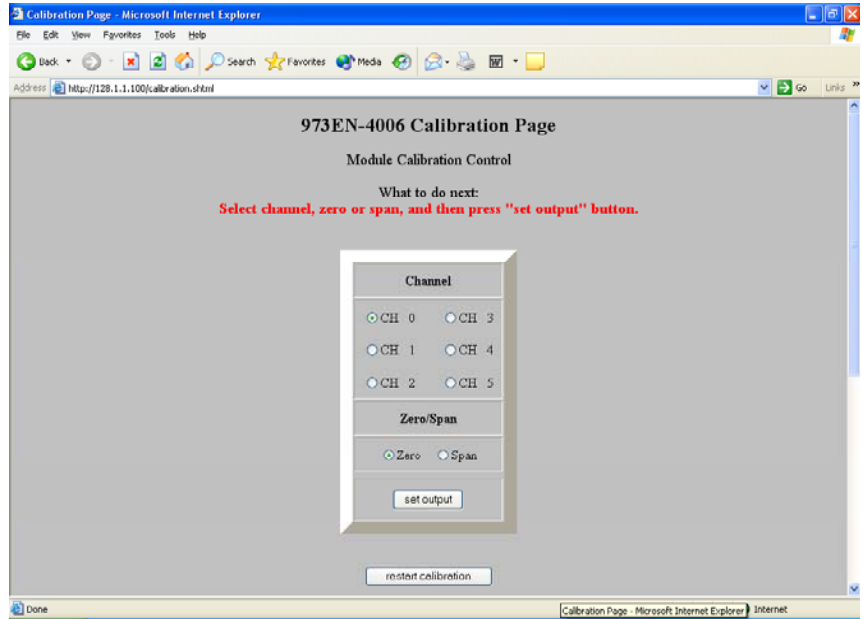 Calibration Page - Microsoft Internet Explorer
File Edit View Favorites Tools Help
Back Search Favorites Media
Address http://128.1.1.100/calibration.shtml Go Links »
973EN-4006 Calibration Page
Module Calibration Control
What to do next:
Select channel, zero or span, and then press "set output" button.
Channel
CH 0 CH 3
CH 1 CH 4
CH 2 CH 5
Zero/Span
Zero Span
set output
restart calibration
Done Calibration Page - Microsoft Internet Explorer Internet